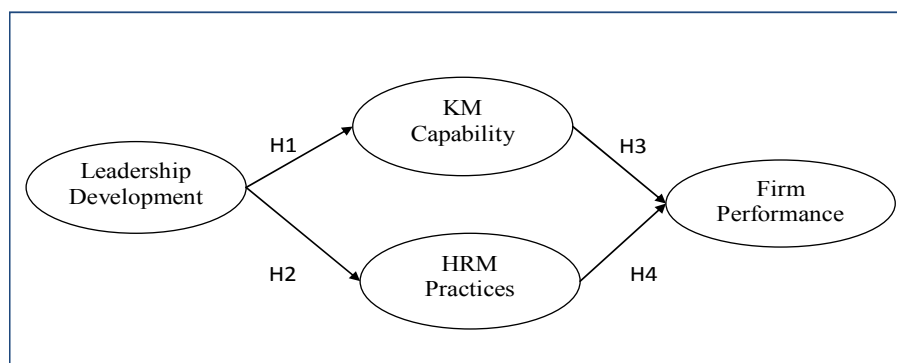 KM
Capability
H1
H3
Leadership
Development
Firm
Performance
H2
HRM
Practices
H4